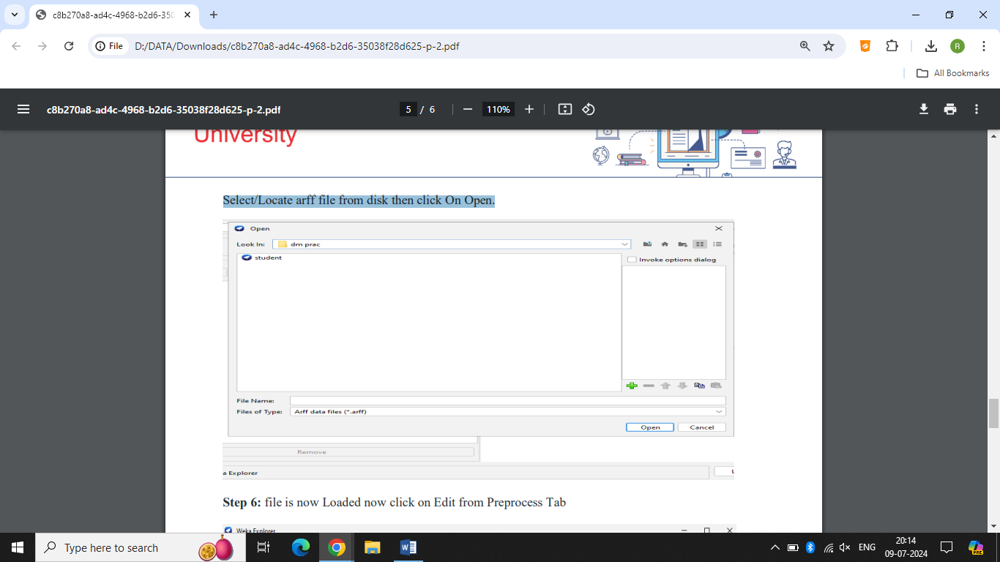 c8b270a8-ad4c-4968-b2d6-350
File
D:/DATA/Downloads/c8b270a8-ad4c-4968-b2d6-35038f28d625-p-2.pdf
R
All Bookmarks
c8b270a8-ad4c-4968-b2d6-35038f28d625-p-2.pdf
5 / 6
110%
University
Select/Locate arff file from disk then click On Open.
Open
Look In:
dm prac
student
Invoke options dialog
File Name:
Files of Type:
Arff data files (*.arff)
Open
Cancel
Remove
a Explorer
L
Step 6: file is now Loaded now click on Edit from Preprocess Tab
Weka Explorer
Type here to search
ENG
20:14
09-07-2024
PRE